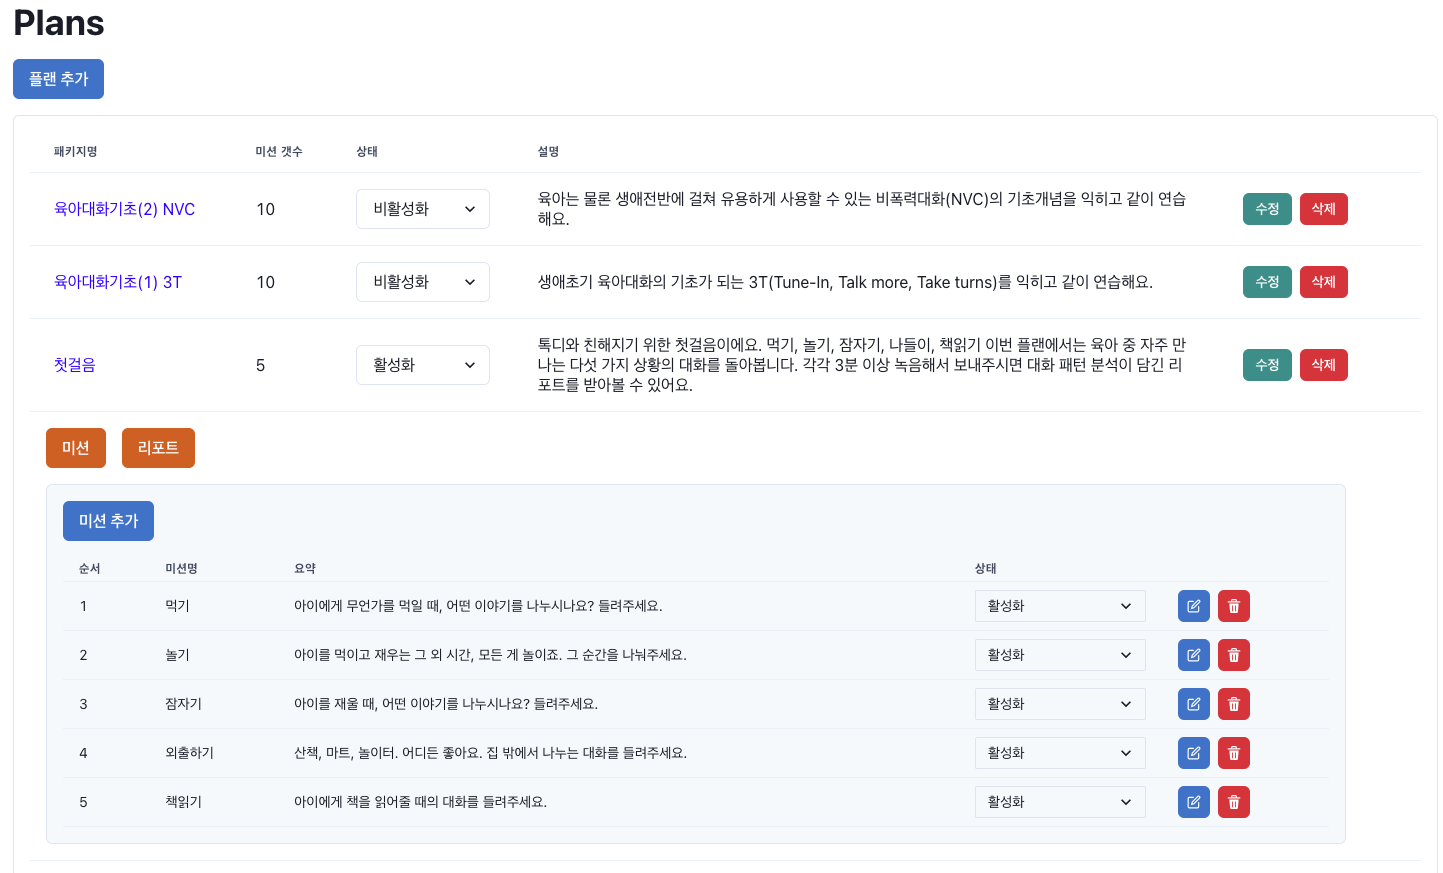 Plans
플랜 추가
패키지명 미션 갯수 상태 설명
육아대화기초(2) NVC 10 비활성화 육아는 물론 생애전반에 걸쳐 유용하게 사용할 수 있는 비폭력대화(NVC)의 기초개념을 익히고 같이 연습
해요. 수정 삭제
육아대화기초(1) 3T 10 비활성화 생애초기 육아대화의 기초가 되는 3T(Tune-In, Talk more, Take turns)를 익히고 같이 연습해요. 수정 삭제
첫걸음 5 활성화 톡디와 친해지기 위한 첫걸음이에요. 먹기, 놀기, 잠자기, 나들이, 책읽기 이번 플랜에서는 육아 중 자주 만
나는 다섯 가지 상황의 대화를 돌아봅니다. 각각 3분 이상 녹음해서 보내주시면 대화 패턴 분석이 담긴 리
포트를 받아볼 수 있어요. 수정 삭제
미션 리포트
미션 추가
순서 미션명 요약 상태
1 먹기 아이에게 무언가를 먹일 때, 어떤 이야기를 나누시나요? 들려주세요. 활성화
2 놀기 아이를 먹이고 재우는 그 외 시간, 모든 게 놀이죠. 그 순간을 나눠주세요. 활성화
3 잠자기 아이를 재울 때, 어떤 이야기를 나누시나요? 들려주세요. 활성화
4 외출하기 산책, 마트, 놀이터. 어디든 좋아요. 집 밖에서 나누는 대화를 들려주세요. 활성화
5 책읽기 아이에게 책을 읽어줄 때의 대화를 들려주세요. 활성화